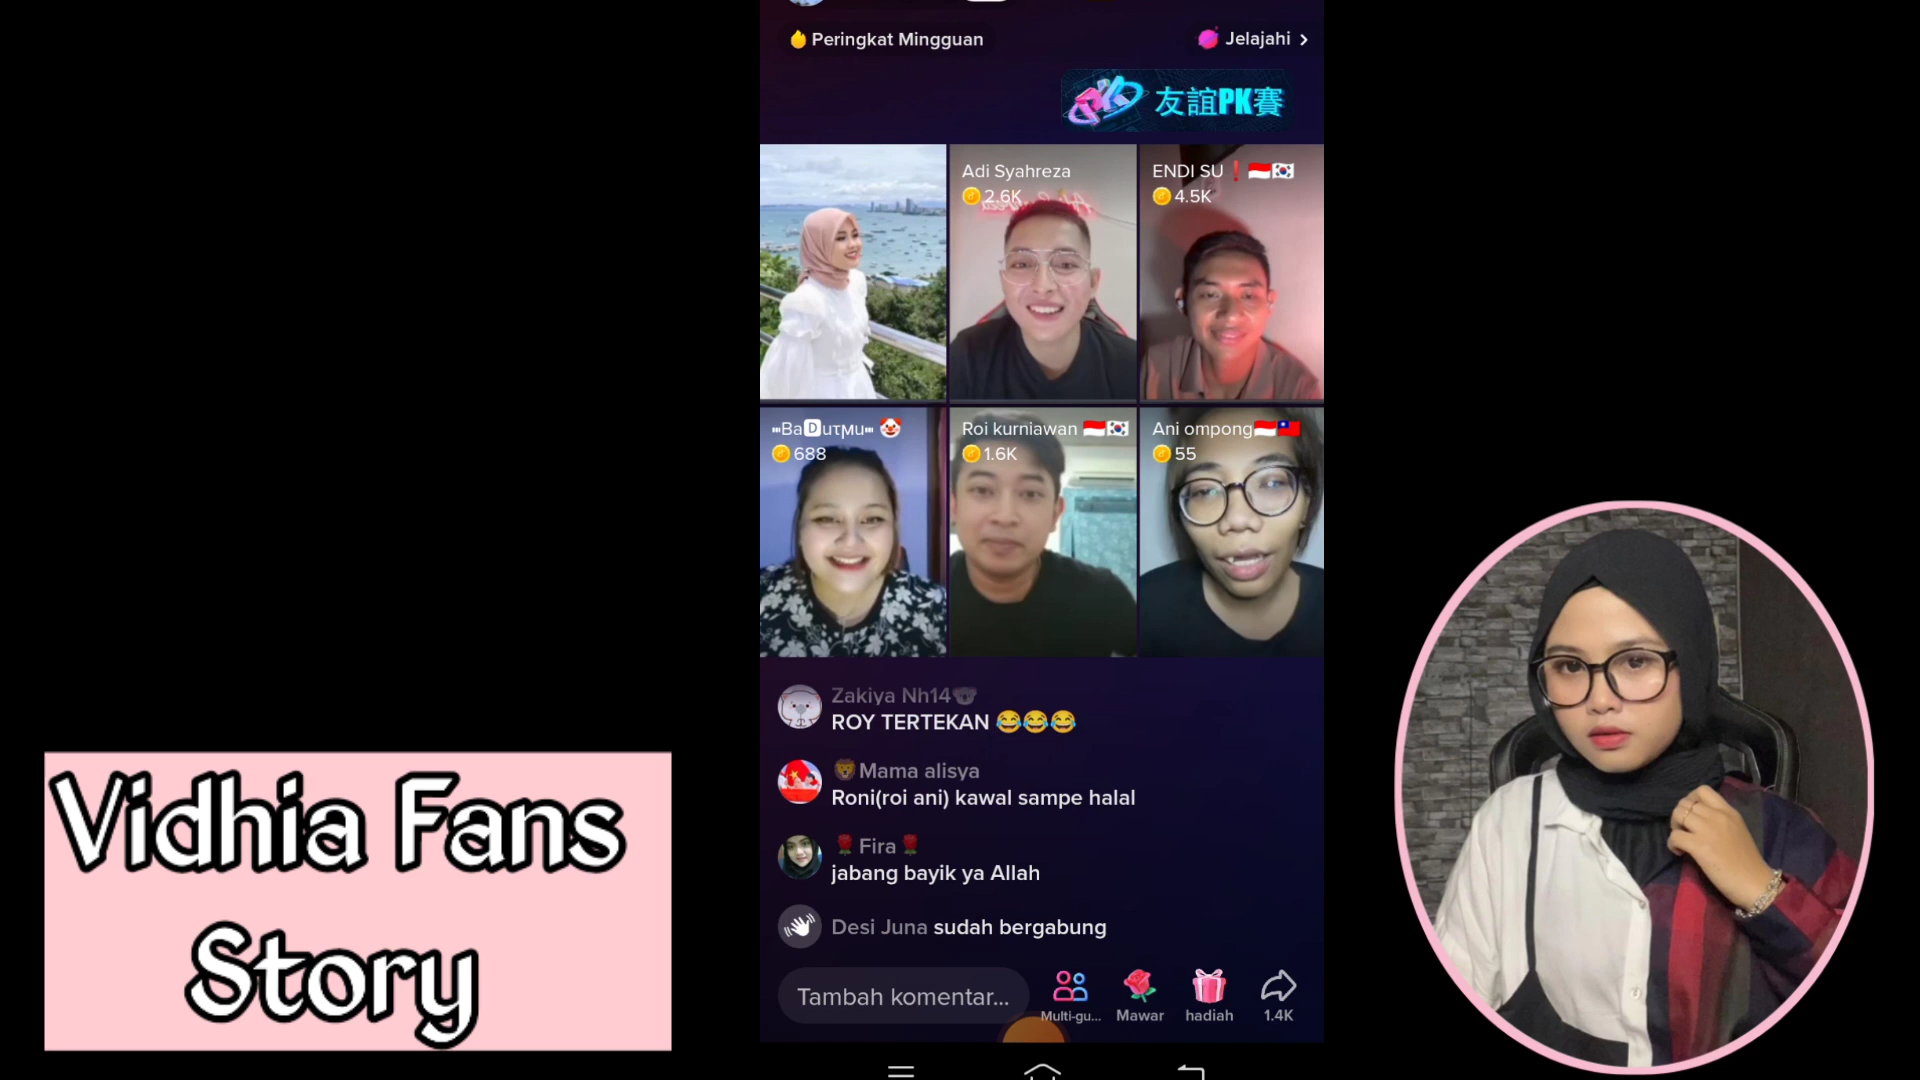 Peringkat Mingguan
Jelajahi >
友誼PK賽
Adi Syahreza
2.6K
ENDI SU❗🇮🇩🇰🇷
4.5K
⑉Ba🅳uтмu⑉ 🤡
688
Roi kurniawan 🇮🇩🇰🇷
1.6K
Ani ompong🇮🇩🇹🇼
55
Zakiya Nh14🐨
ROY TERTEKAN 😂😂😂
🦁Mama alisya
Roni(roi ani) kawal sampe halal
🌹Fira🌹
jabang bayik ya Allah
Desi Juna sudah bergabung
Tambah komentar...
Multi-gu...
Mawar
hadiah
1.4K
Vidhia Fans
Story